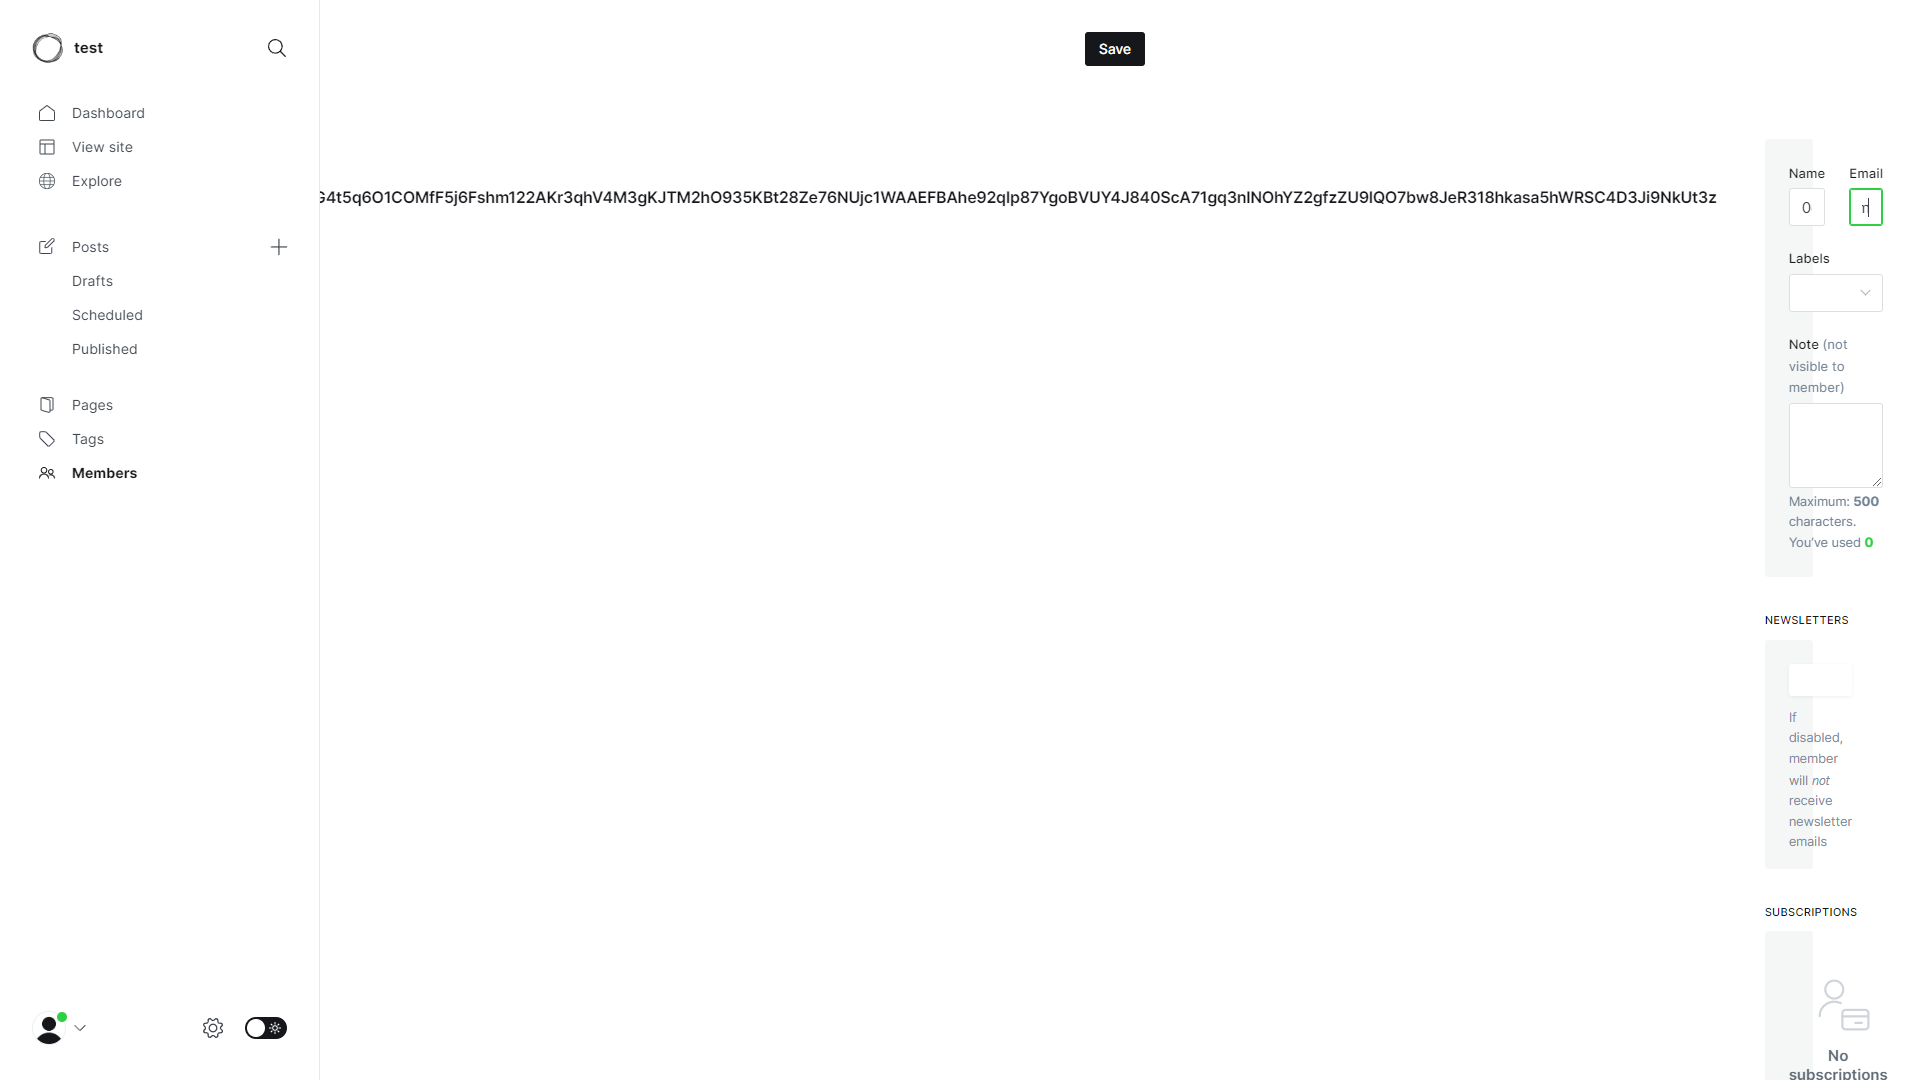 test
Save
Dashboard
View site
Explore
G4t5q6O1COMfF5j6Fshm122AKr3qhV4M3gKJTM2hO935KBt28Ze76NUjc1WAAEFBAhe92qIp87YgoBVUY4J840ScA71gq3nINOhYZ2gfzZU9IQO7bw8JeR318hkasa5hWRSC4D3Ji9NkUt3z
Name
Email
0
r
Posts
Drafts
Scheduled
Published
Labels
Note (not
visible to
member)
Pages
Tags
Members
Maximum: 500
characters.
You've used 0
NEWSLETTERS
If
disabled,
member
will not
receive
newsletter
emails
SUBSCRIPTIONS
No
subscriptions